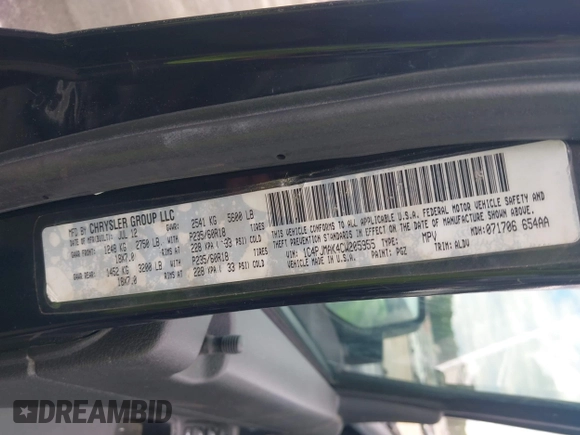 MFG BY CHRYSLER GROUP LLC
DATE OF MFR/BUILT: JUL 12 GVWR: 2541 KG 5600 LB
GAWR FRONT: 1248 KG 2750 LB WITH P235/60R18 TIRES
18X7.0 RIMS AT 228 KPA ( 33 PSI) COLD
GAWR REAR: 1452 KG 3200 LB WITH P235/60R18 TIRES
18X7.0 RIMS AT 228 KPA ( 33 PSI) COLD
THIS VEHICLE CONFORMS TO ALL APPLICABLE U.S.A. FEDERAL MOTOR VEHICLE SAFETY AND
THEFT PREVENTION STANDARDS IN EFFECT ON THE DATE OF MANUFACTURE SHOWN ABOVE.
VIN: 1C4PJMAK4CW205955 MPV MDH: 071706 654AA
VEHICLE MADE IN U.S.A. PAINT: PGZ TRIM: ALDV
DREAMBID